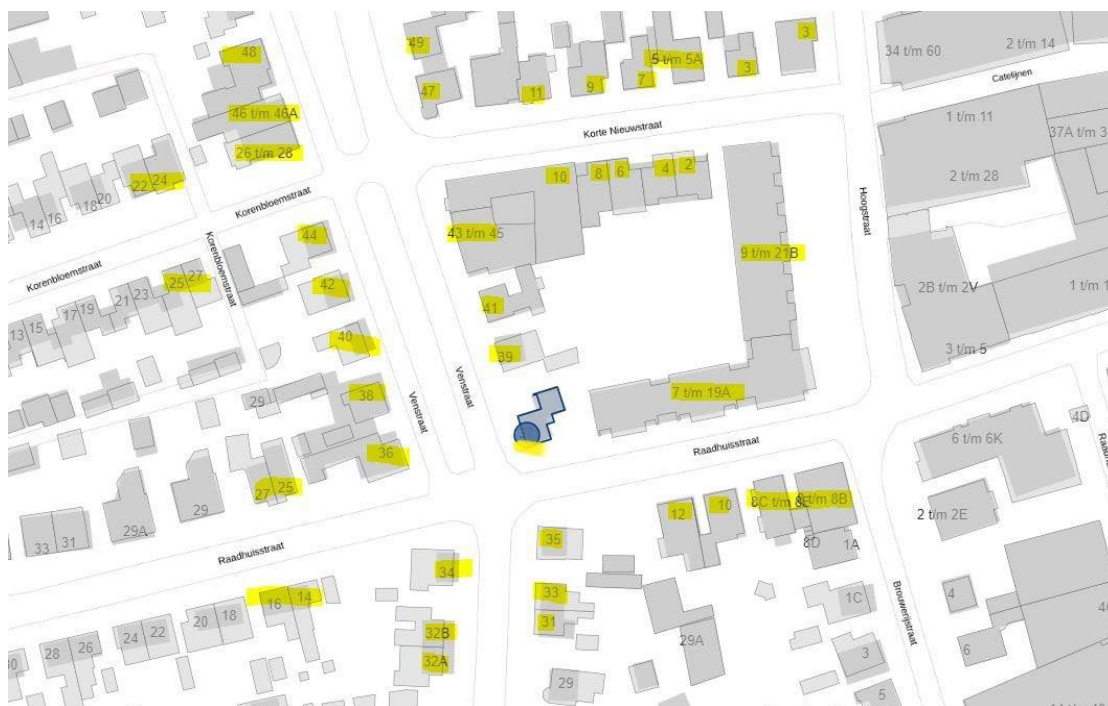 49
3
48
5 t/m 5A
34 t/m 60
2 t/m 14
47
11
9
7
3
Catelijnen
46 t/m 46A
Korte Nieuwstraat
1 t/m 11
37A t/m 3
26 t/m 28
10
8
6
4
2
2 t/m 28
22
24
18
20
14
16
Korenbloemstraat
Hoogstraat
44
43 t/m 45
Korenbloemstraat
9 t/m 21B
Korenbloemstraat
25
27
42
2B t/m 2V
1 t/m 1
21
23
41
17
19
13
15
40
39
3 t/m 5
Venstraat
38
7 t/m 19A
29
Venstraat
4D
36
Raadhuisstraat
6 t/m 6K
27
25
29
12
10
8C t/m 8E
t/m 8B
2 t/m 2E
29A
33
31
35
8D
1A
Raadhuisstraat
34
33
Brouwerijstraat
1C
4
16
14
31
20
18
32B
24
22
29A
28
26
30
32A
3
6
29
5